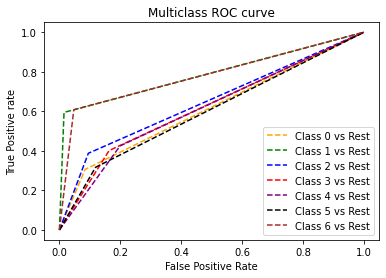 Multiclass ROC curve
True Positive rate
1.0
0.8
0.6
0.4
0.2
0.0
Class 0 vs Rest
Class 1 vs Rest
Class 2 vs Rest
Class 3 vs Rest
Class 4 vs Rest
Class 5 vs Rest
Class 6 vs Rest
0.0 0.2 0.4 0.6 0.8 1.0
False Positive Rate